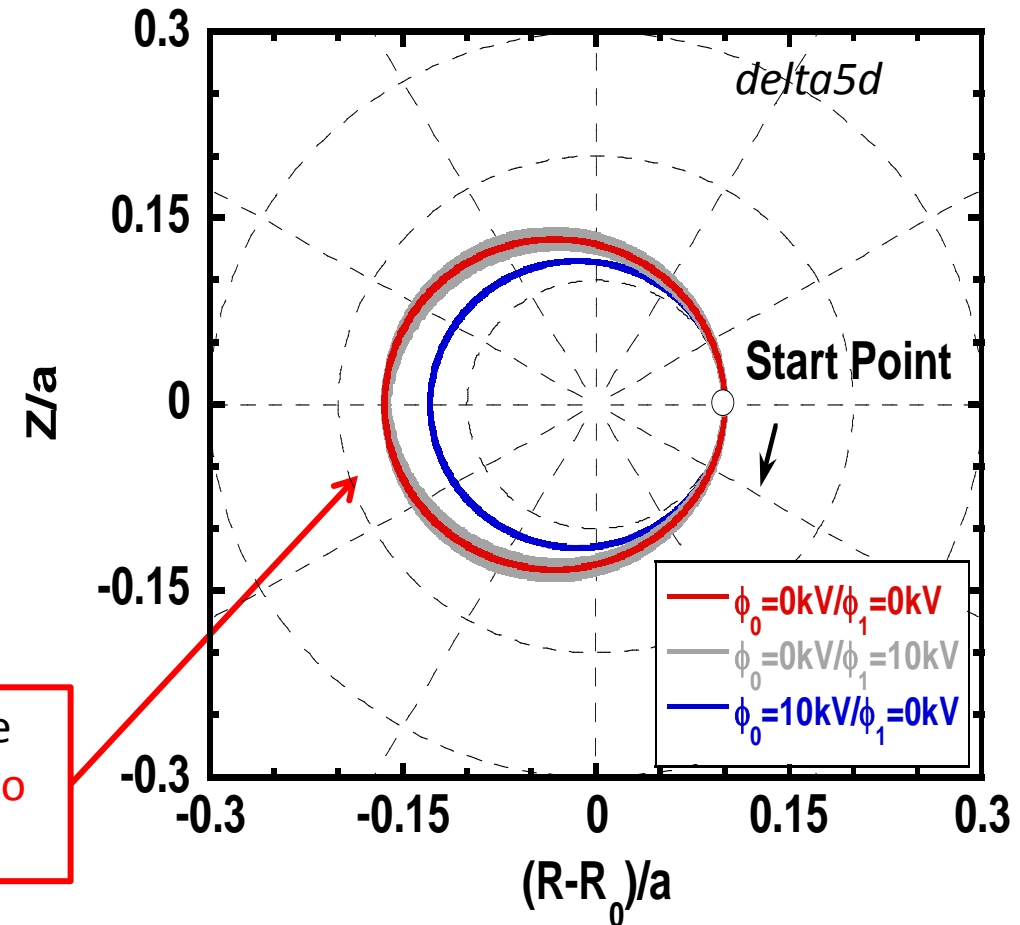 0.3
delta5d
0.15
Start Point
Z/a
0
-0.15
ϕ₀=0kV/ϕ₁=0kV
ϕ₀=0kV/ϕ₁=10kV
ϕ₀=10kV/ϕ₁=0kV
e
o
-0.3
-0.3 -0.15 0 0.15 0.3
(R-R₀)/a